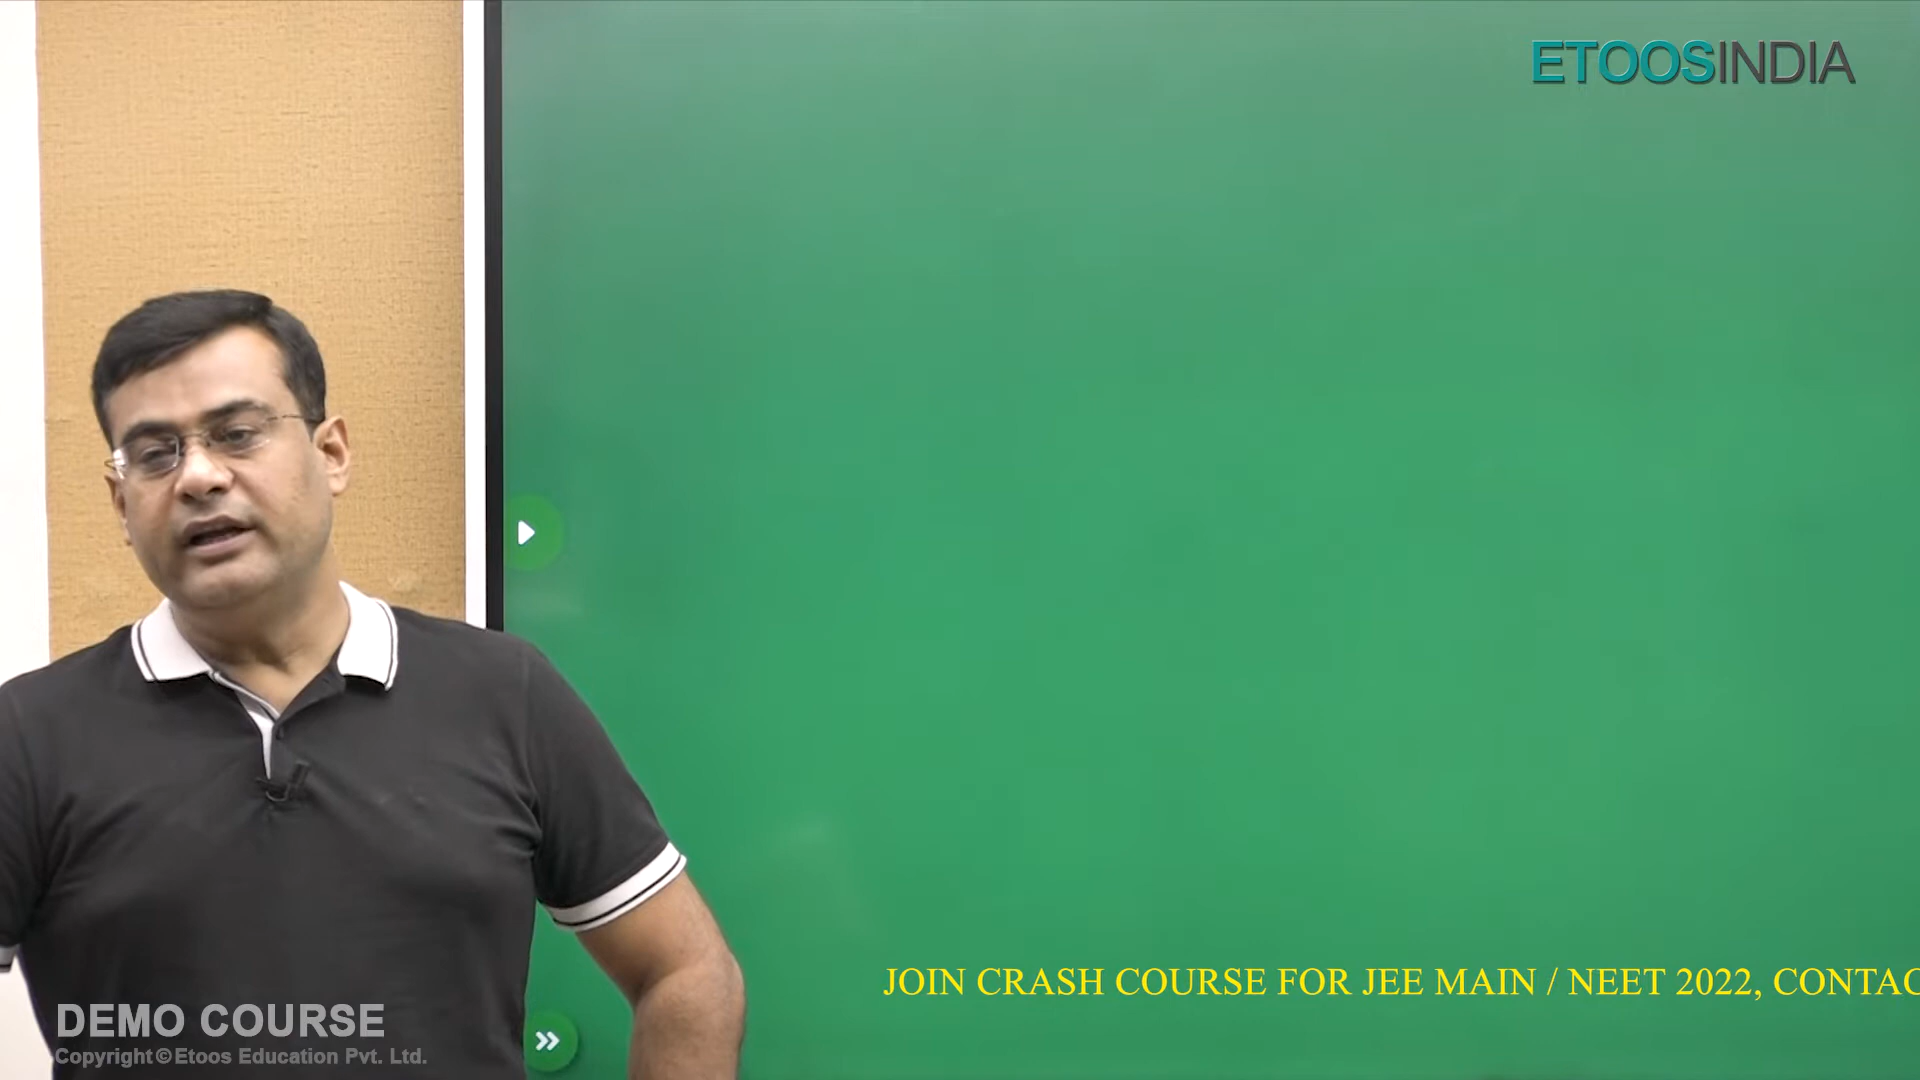 ETOOSINDIA
JOIN CRASH COURSE FOR JEE MAIN / NEET 2022, CONTAC
DEMO COURSE
Copyright©Etoos Education Pvt. Ltd.